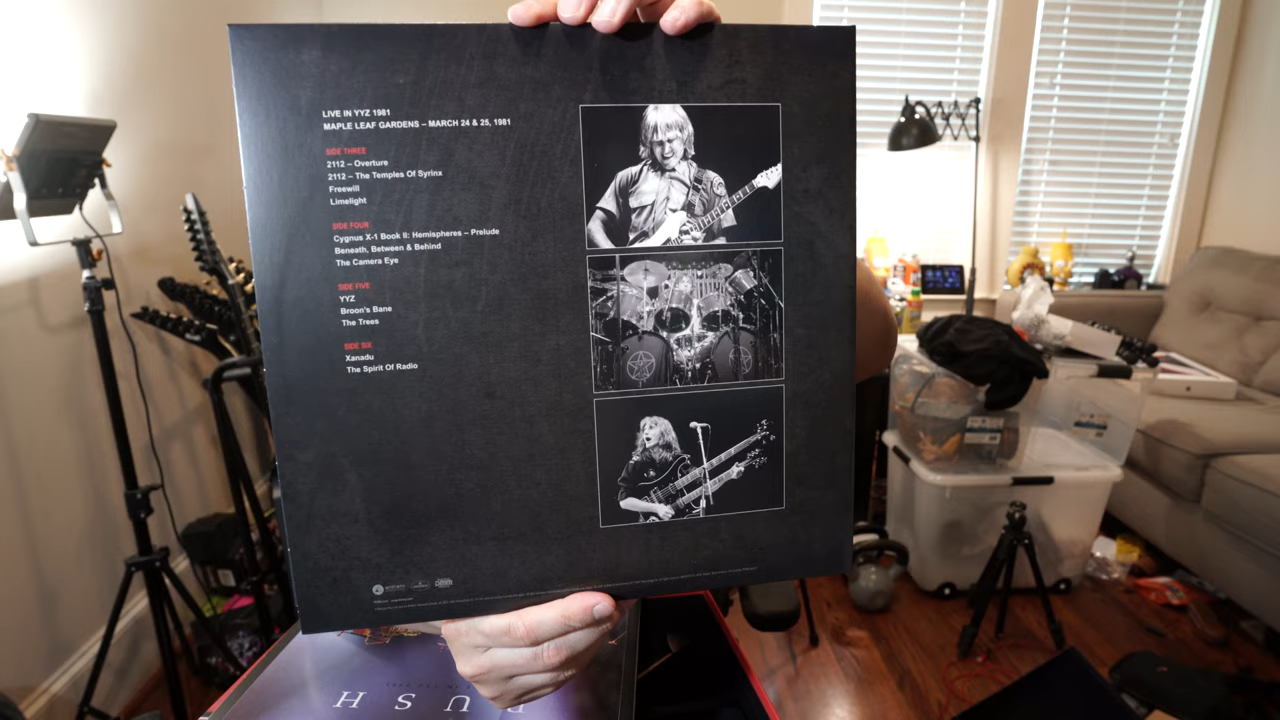 LIVE IN YYZ 1981
MAPLE LEAF GARDENS – MARCH 24 & 25, 1981
SIDE THREE
2112 – Overture
2112 – The Temples Of Syrinx
Freewill
Limelight
SIDE FOUR
Cygnus X-1 Book II: Hemispheres – Prelude
Beneath, Between & Behind
The Camera Eye
SIDE FIVE
YYZ
Broon's Bane
The Trees
SIDE SIX
Xanadu
The Spirit Of Radio
RUSH